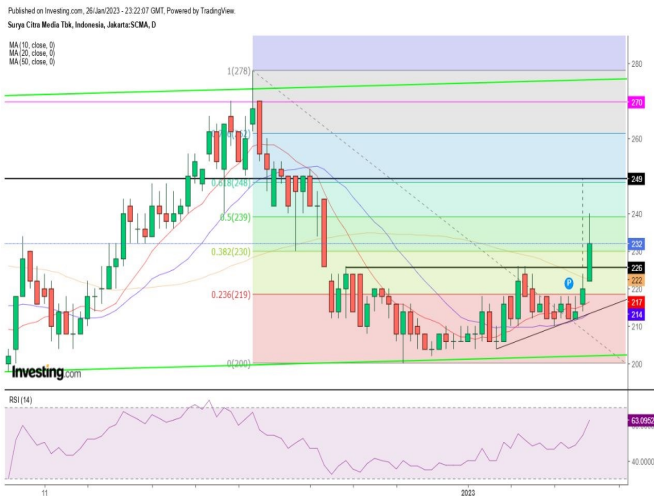 Published on Investing.com, 26/Jan/2023 - 23:22:07 GMT, Powered by TradingView.
Surya Citra Media Tbk, Indonesia, Jakarta:SCMA, D
MA (10, close, 0)
MA (20, close, 0)
MA (50, close, 0)
280
1(278)
270
260
249
0.618(248)
240
0.5(239)
232
0.382(230)
226
222
220
P
0.236(219)
217
214
210
0(200)
200
Investing.com
RSI (14)
63.0952
40.0000
11
2023